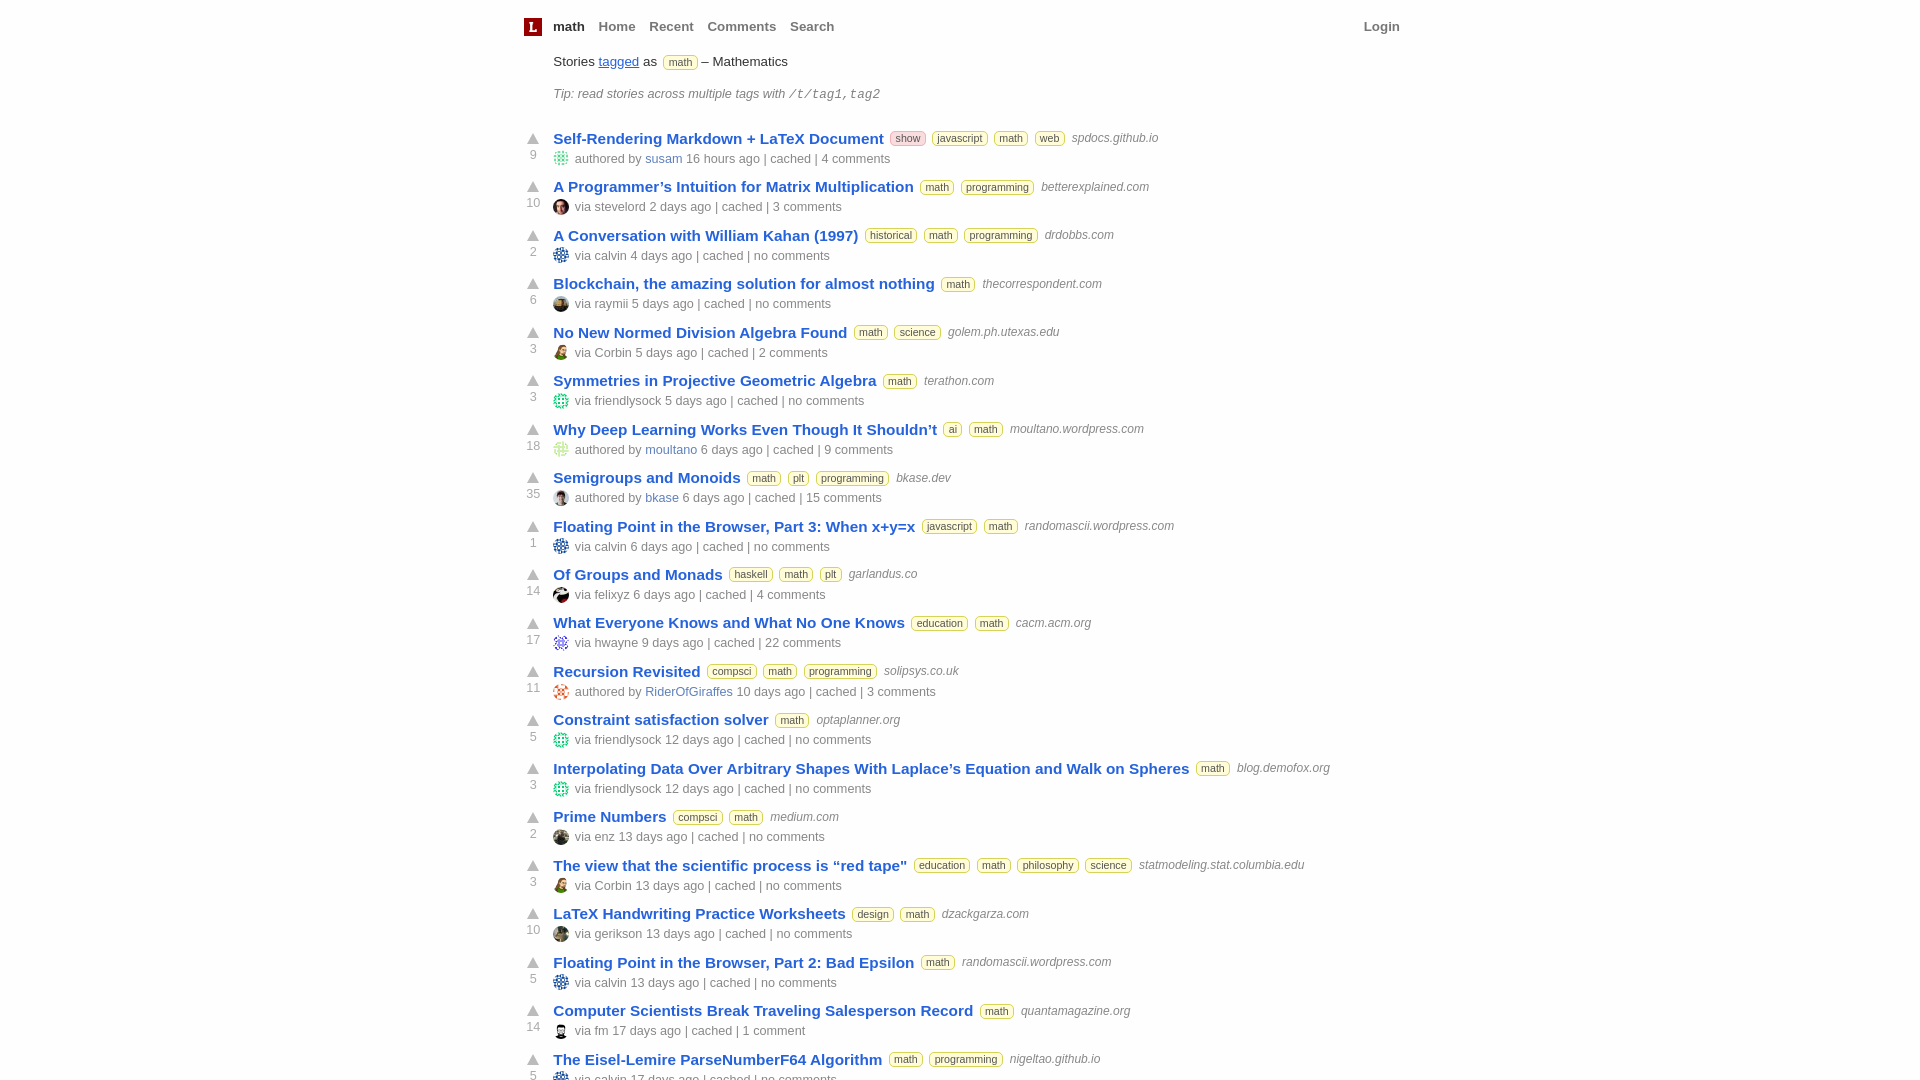 L math Home Recent Comments Search Login
Stories tagged as math – Mathematics
Tip: read stories across multiple tags with /t/tag1,tag2
Self-Rendering Markdown + LaTeX Document show javascript math web spdocs.github.io
9 authored by susam 16 hours ago | cached | 4 comments
A Programmer’s Intuition for Matrix Multiplication math programming betterexplained.com
10 via stevelord 2 days ago | cached | 3 comments
A Conversation with William Kahan (1997) historical math programming drdobbs.com
2 via calvin 4 days ago | cached | no comments
Blockchain, the amazing solution for almost nothing math thecorrespondent.com
6 via raymii 5 days ago | cached | no comments
No New Normed Division Algebra Found math science golem.ph.utexas.edu
3 via Corbin 5 days ago | cached | 2 comments
Symmetries in Projective Geometric Algebra math terathon.com
3 via friendlysock 5 days ago | cached | no comments
Why Deep Learning Works Even Though It Shouldn’t ai math moultano.wordpress.com
18 authored by moultano 6 days ago | cached | 9 comments
Semigroups and Monoids math plt programming bkase.dev
35 authored by bkase 6 days ago | cached | 15 comments
Floating Point in the Browser, Part 3: When x+y=x javascript math randomascii.wordpress.com
1 via calvin 6 days ago | cached | no comments
Of Groups and Monads haskell math plt garlandus.co
14 via felixyz 6 days ago | cached | 4 comments
What Everyone Knows and What No One Knows education math cacm.acm.org
17 via hwayne 9 days ago | cached | 22 comments
Recursion Revisited compsci math programming solipsys.co.uk
11 authored by RiderOfGiraffes 10 days ago | cached | 3 comments
Constraint satisfaction solver math optaplanner.org
5 via friendlysock 12 days ago | cached | no comments
Interpolating Data Over Arbitrary Shapes With Laplace’s Equation and Walk on Spheres math blog.demofox.org
3 via friendlysock 12 days ago | cached | no comments
Prime Numbers compsci math medium.com
2 via enz 13 days ago | cached | no comments
The view that the scientific process is “red tape" education math philosophy science statmodeling.stat.columbia.edu
3 via Corbin 13 days ago | cached | no comments
LaTeX Handwriting Practice Worksheets design math dzackgarza.com
10 via gerikson 13 days ago | cached | no comments
Floating Point in the Browser, Part 2: Bad Epsilon math randomascii.wordpress.com
5 via calvin 13 days ago | cached | no comments
Computer Scientists Break Traveling Salesperson Record math quantamagazine.org
14 via fm 17 days ago | cached | 1 comment
The Eisel-Lemire ParseNumberF64 Algorithm math programming nigeltao.github.io
5 via calvin 17 days ago | cached | no comments